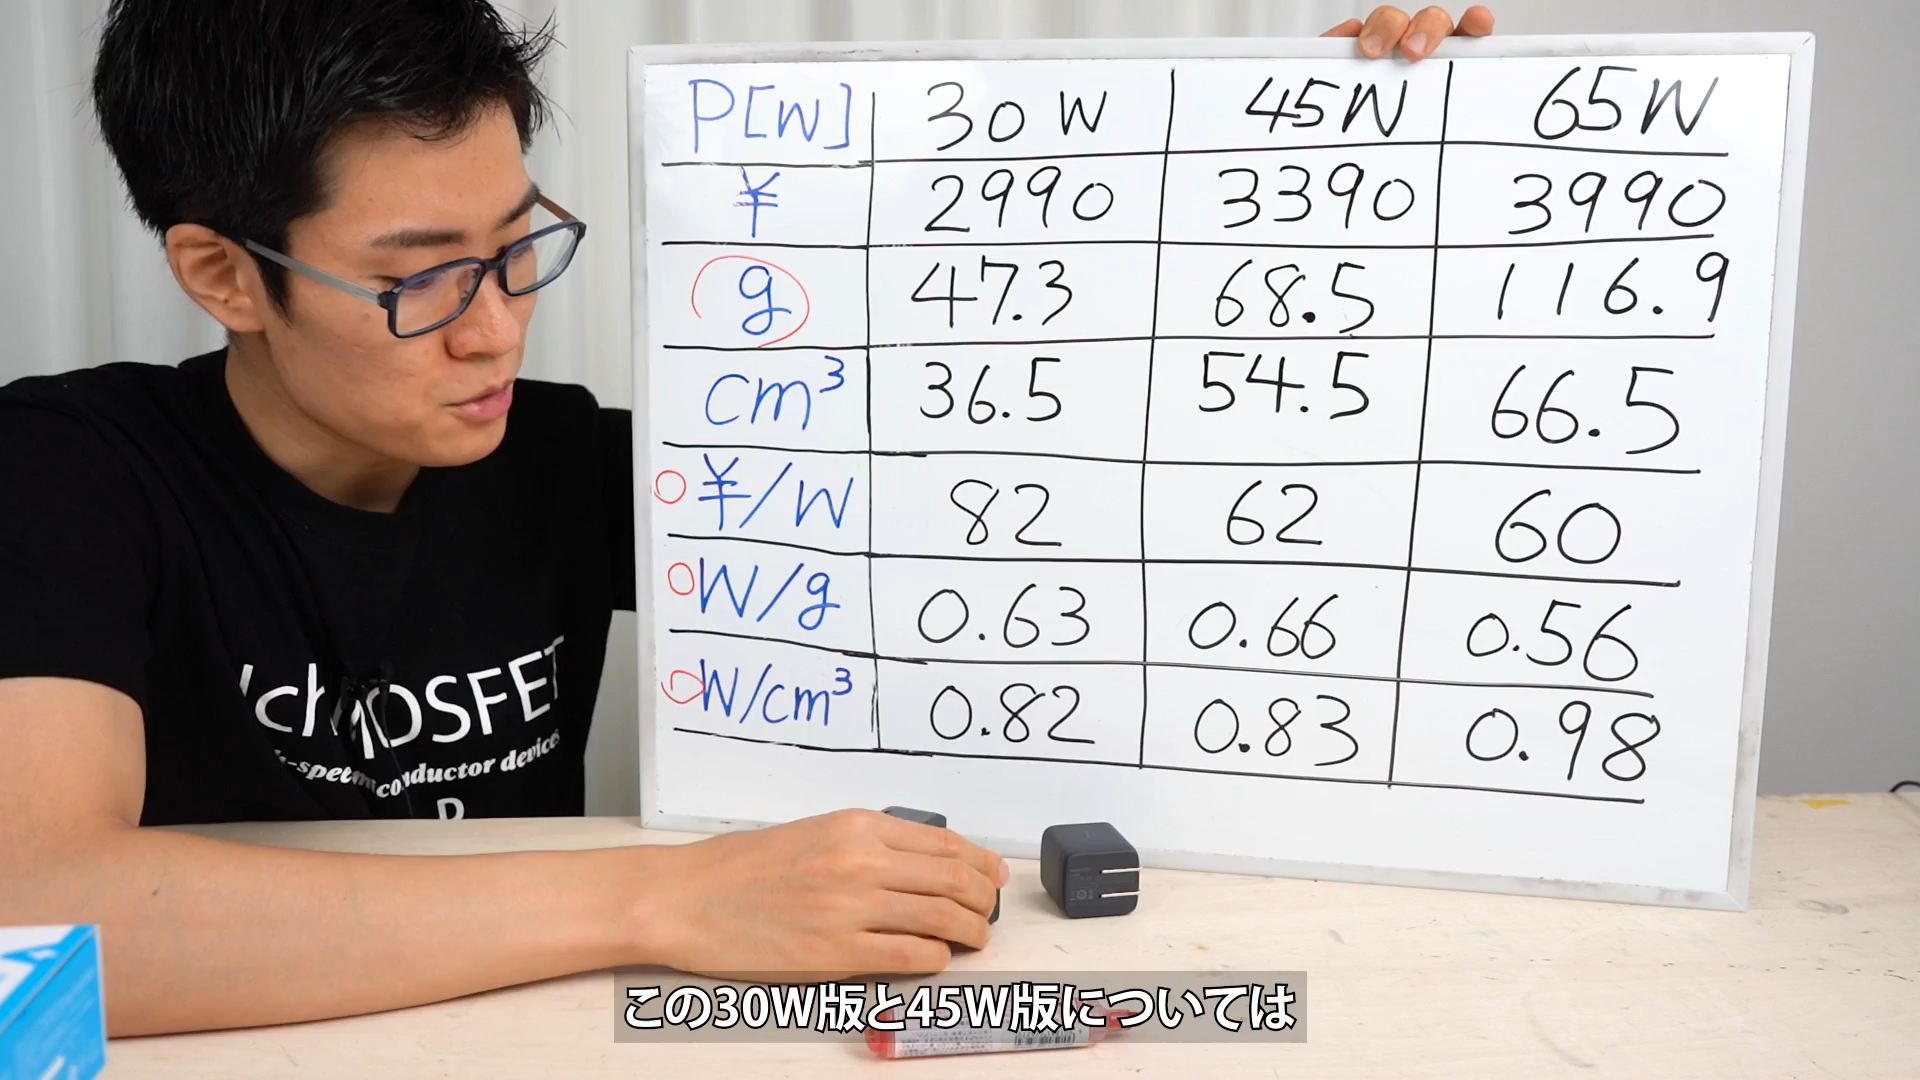 P[W] 30W 45W 65W
¥ 2990 3390 3990
g 47.3 68.5 116.9
cm³ 36.5 54.5 66.5
¥/W 82 62 60
W/g 0.63 0.66 0.56
W/cm³ 0.82 0.83 0.98
MOSFET
conductor devices
この30W版と45W版については